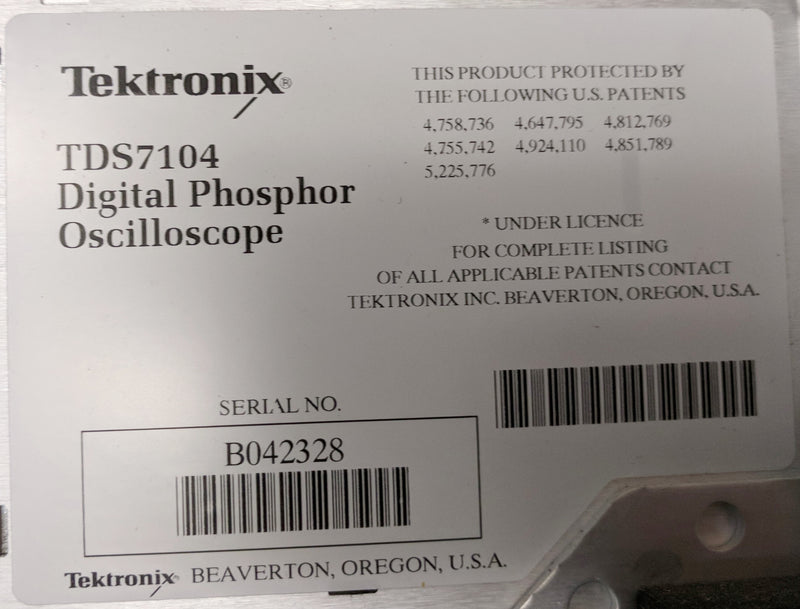 Tektronix®
TDS7104
Digital Phosphor
Oscilloscope
THIS PRODUCT PROTECTED BY
THE FOLLOWING U.S. PATENTS
4,758,736 4,647,795 4,812,769
4,755,742 4,924,110 4,851,789
5,225,776
* UNDER LICENCE
FOR COMPLETE LISTING
OF ALL APPLICABLE PATENTS CONTACT
TEKTRONIX INC. BEAVERTON, OREGON, U.S.A.
SERIAL NO.
B042328
Tektronix BEAVERTON, OREGON, U.S.A.